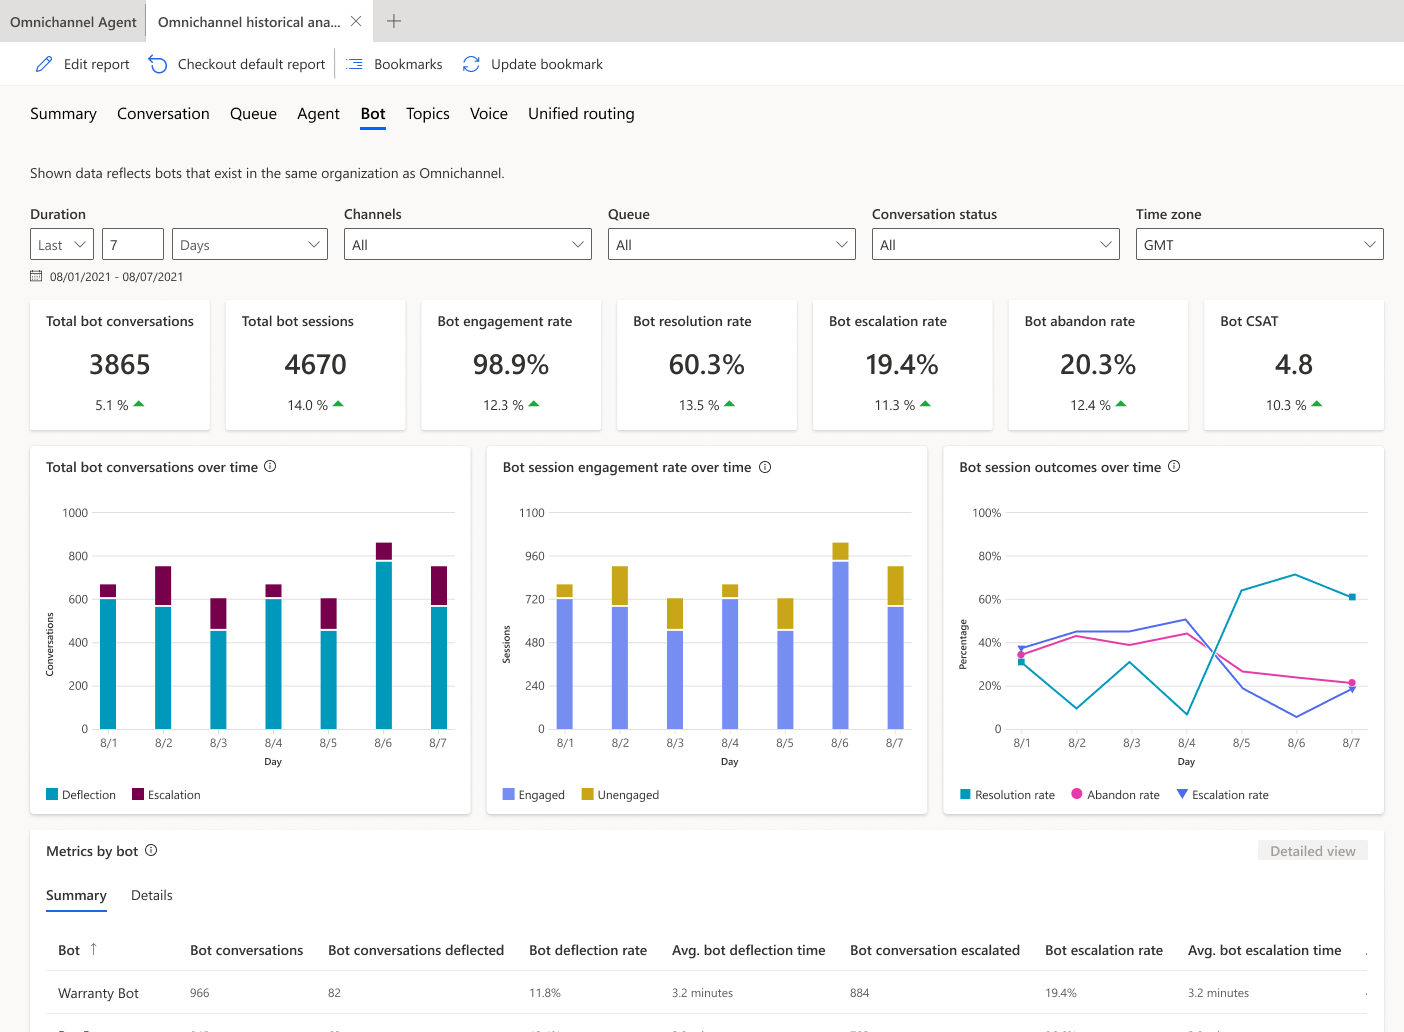 Omnichannel Agent
Omnichannel historical ana...
Edit report
Checkout default report
Bookmarks
Update bookmark
Summary Conversation Queue Agent Bot Topics Voice Unified routing
Shown data reflects bots that exist in the same organization as Omnichannel.
Duration Channels Queue Conversation status Time zone
Last 7 Days All All All GMT
08/01/2021 - 08/07/2021
Total bot conversations
3865
5.1 %
Total bot sessions
4670
14.0 %
Bot engagement rate
98.9%
12.3 %
Bot resolution rate
60.3%
13.5 %
Bot escalation rate
19.4%
11.3 %
Bot abandon rate
20.3%
12.4 %
Bot CSAT
4.8
10.3 %
Total bot conversations over time
1000
800
600
400
200
0
Conversations
8/1 8/2 8/3 8/4 8/5 8/6 8/7
Day
Deflection Escalation
Bot session engagement rate over time
1100
960
720
480
240
0
Sessions
8/1 8/2 8/3 8/4 8/5 8/6 8/7
Day
Engaged Unengaged
Bot session outcomes over time
100%
80%
60%
40%
20%
0
Percentage
8/1 8/2 8/3 8/4 8/5 8/6 8/7
Day
Resolution rate Abandon rate Escalation rate
Metrics by bot
Detailed view
Summary Details
Bot ↑ Bot conversations Bot conversations deflected Bot deflection rate Avg. bot deflection time Bot conversation escalated Bot escalation rate Avg. bot escalation time
Warranty Bot 966 82 11.8% 3.2 minutes 884 19.4% 3.2 minutes